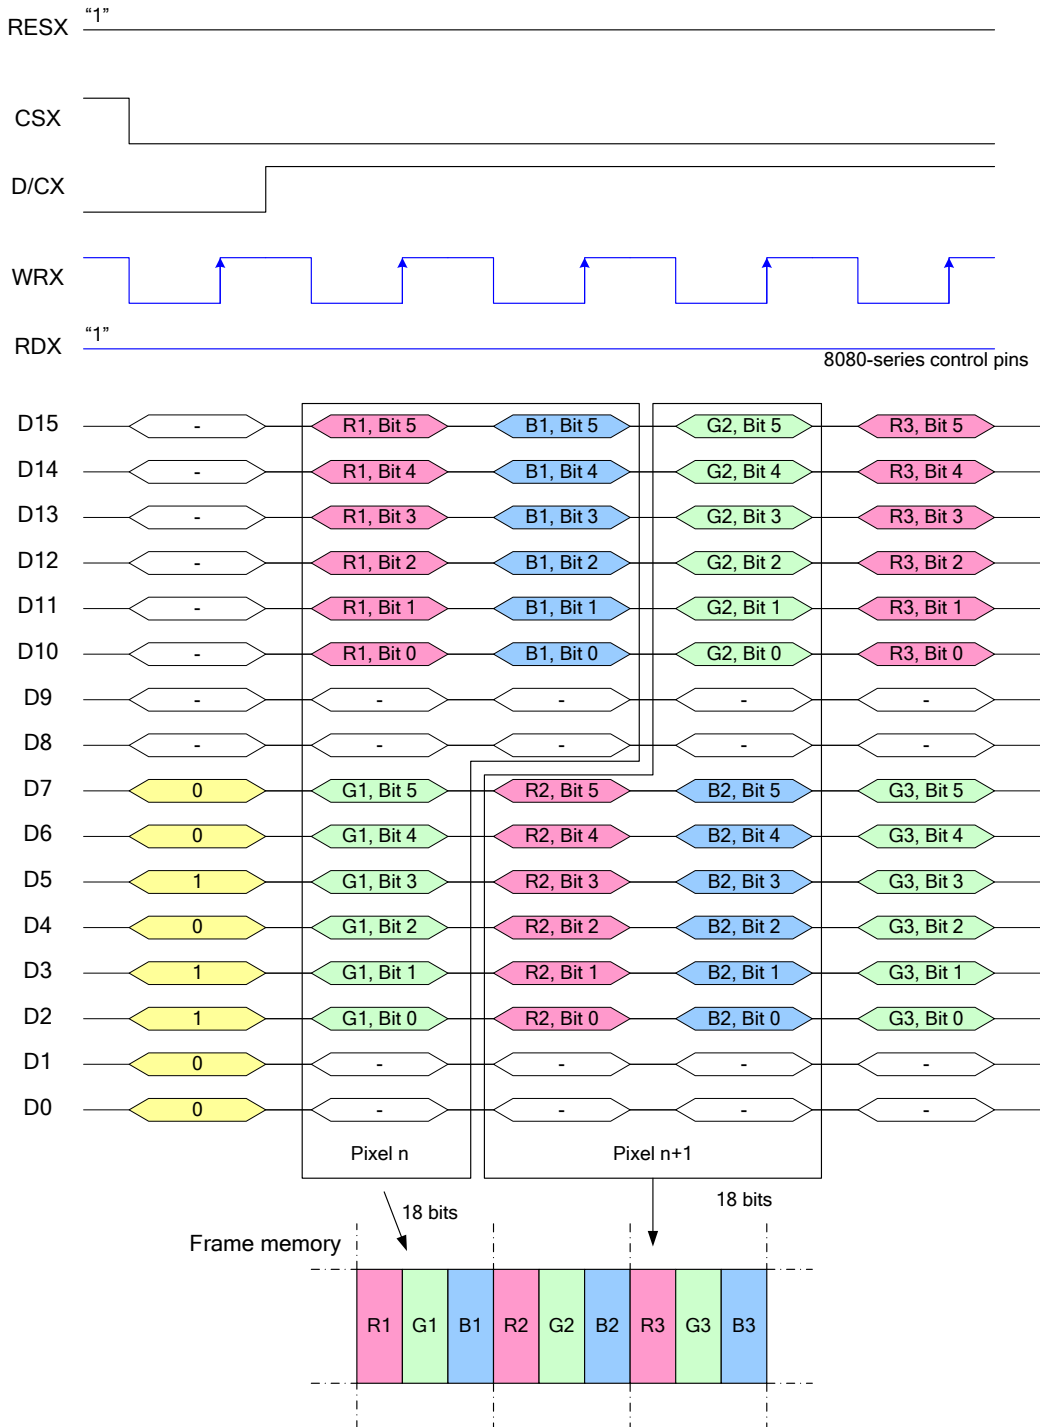 RESX “1”
CSX
D/CX
WRX
RDX “1”
8080-series control pins
D15 - R1, Bit 5 B1, Bit 5 G2, Bit 5 R3, Bit 5
D14 - R1, Bit 4 B1, Bit 4 G2, Bit 4 R3, Bit 4
D13 - R1, Bit 3 B1, Bit 3 G2, Bit 3 R3, Bit 3
D12 - R1, Bit 2 B1, Bit 2 G2, Bit 2 R3, Bit 2
D11 - R1, Bit 1 B1, Bit 1 G2, Bit 1 R3, Bit 1
D10 - R1, Bit 0 B1, Bit 0 G2, Bit 0 R3, Bit 0
D9 - - - - -
D8 - - - - -
D7 0 G1, Bit 5 R2, Bit 5 B2, Bit 5 G3, Bit 5
D6 0 G1, Bit 4 R2, Bit 4 B2, Bit 4 G3, Bit 4
D5 1 G1, Bit 3 R2, Bit 3 B2, Bit 3 G3, Bit 3
D4 0 G1, Bit 2 R2, Bit 2 B2, Bit 2 G3, Bit 2
D3 1 G1, Bit 1 R2, Bit 1 B2, Bit 1 G3, Bit 1
D2 1 G1, Bit 0 R2, Bit 0 B2, Bit 0 G3, Bit 0
D1 0 - - - -
D0 0 - - - -
Pixel n Pixel n+1
18 bits 18 bits
Frame memory
R1 G1 B1 R2 G2 B2 R3 G3 B3